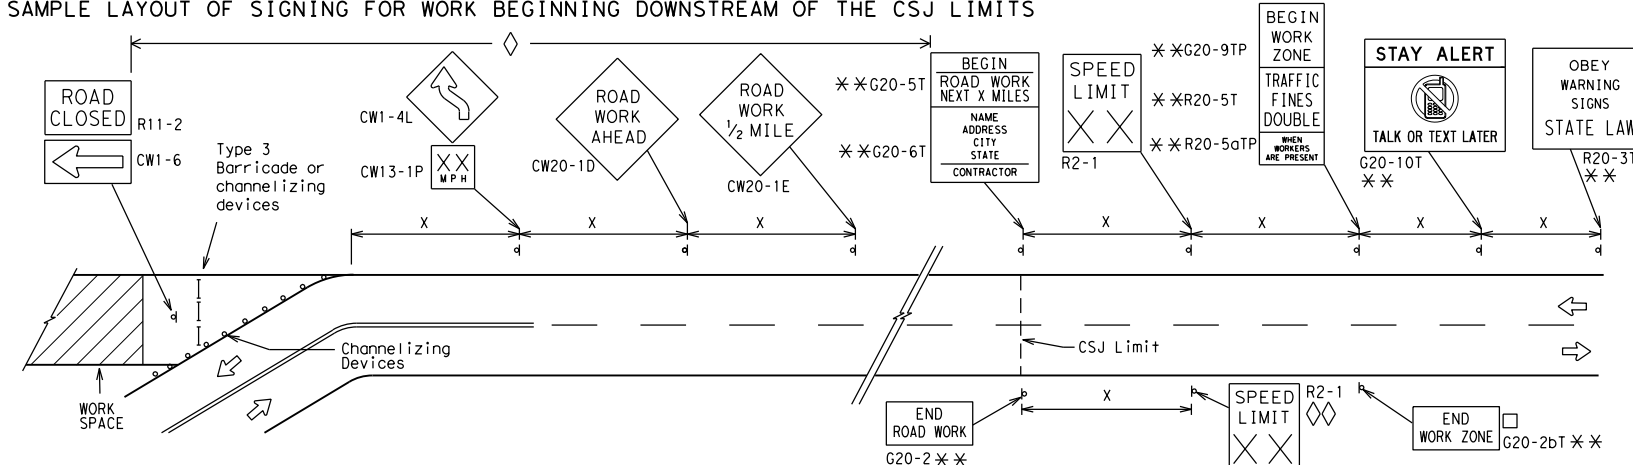 SAMPLE LAYOUT OF SIGNING FOR WORK BEGINNING DOWNSTREAM OF THE CSJ LIMITS
ROAD
CLOSED
R11-2
CW1-6
Type 3
Barricade or
channelizing
devices
CW1-4L
CW13-1P
X X
MPH
ROAD
WORK
AHEAD
CW20-1D
ROAD
WORK
1/2 MILE
CW20-1E
**G20-5T
BEGIN
ROAD WORK
NEXT X MILES
**G20-6T
NAME
ADDRESS
CITY
STATE
CONTRACTOR
SPEED
LIMIT
X X
R2-1
**G20-9TP
BEGIN
WORK
ZONE
**R20-5T
TRAFFIC
FINES
DOUBLE
**R20-5aTP
WHEN
WORKERS
ARE PRESENT
STAY ALERT
TALK OR TEXT LATER
G20-10T
**
OBEY
WARNING
SIGNS
STATE LAW
R20-3T
**
X
X
X
X
X
X
X
Channelizing
Devices
CSJ Limit
WORK
SPACE
END
ROAD WORK
G20-2**
X
SPEED
LIMIT
X X
R2-1
END
WORK ZONE
G20-2bT **